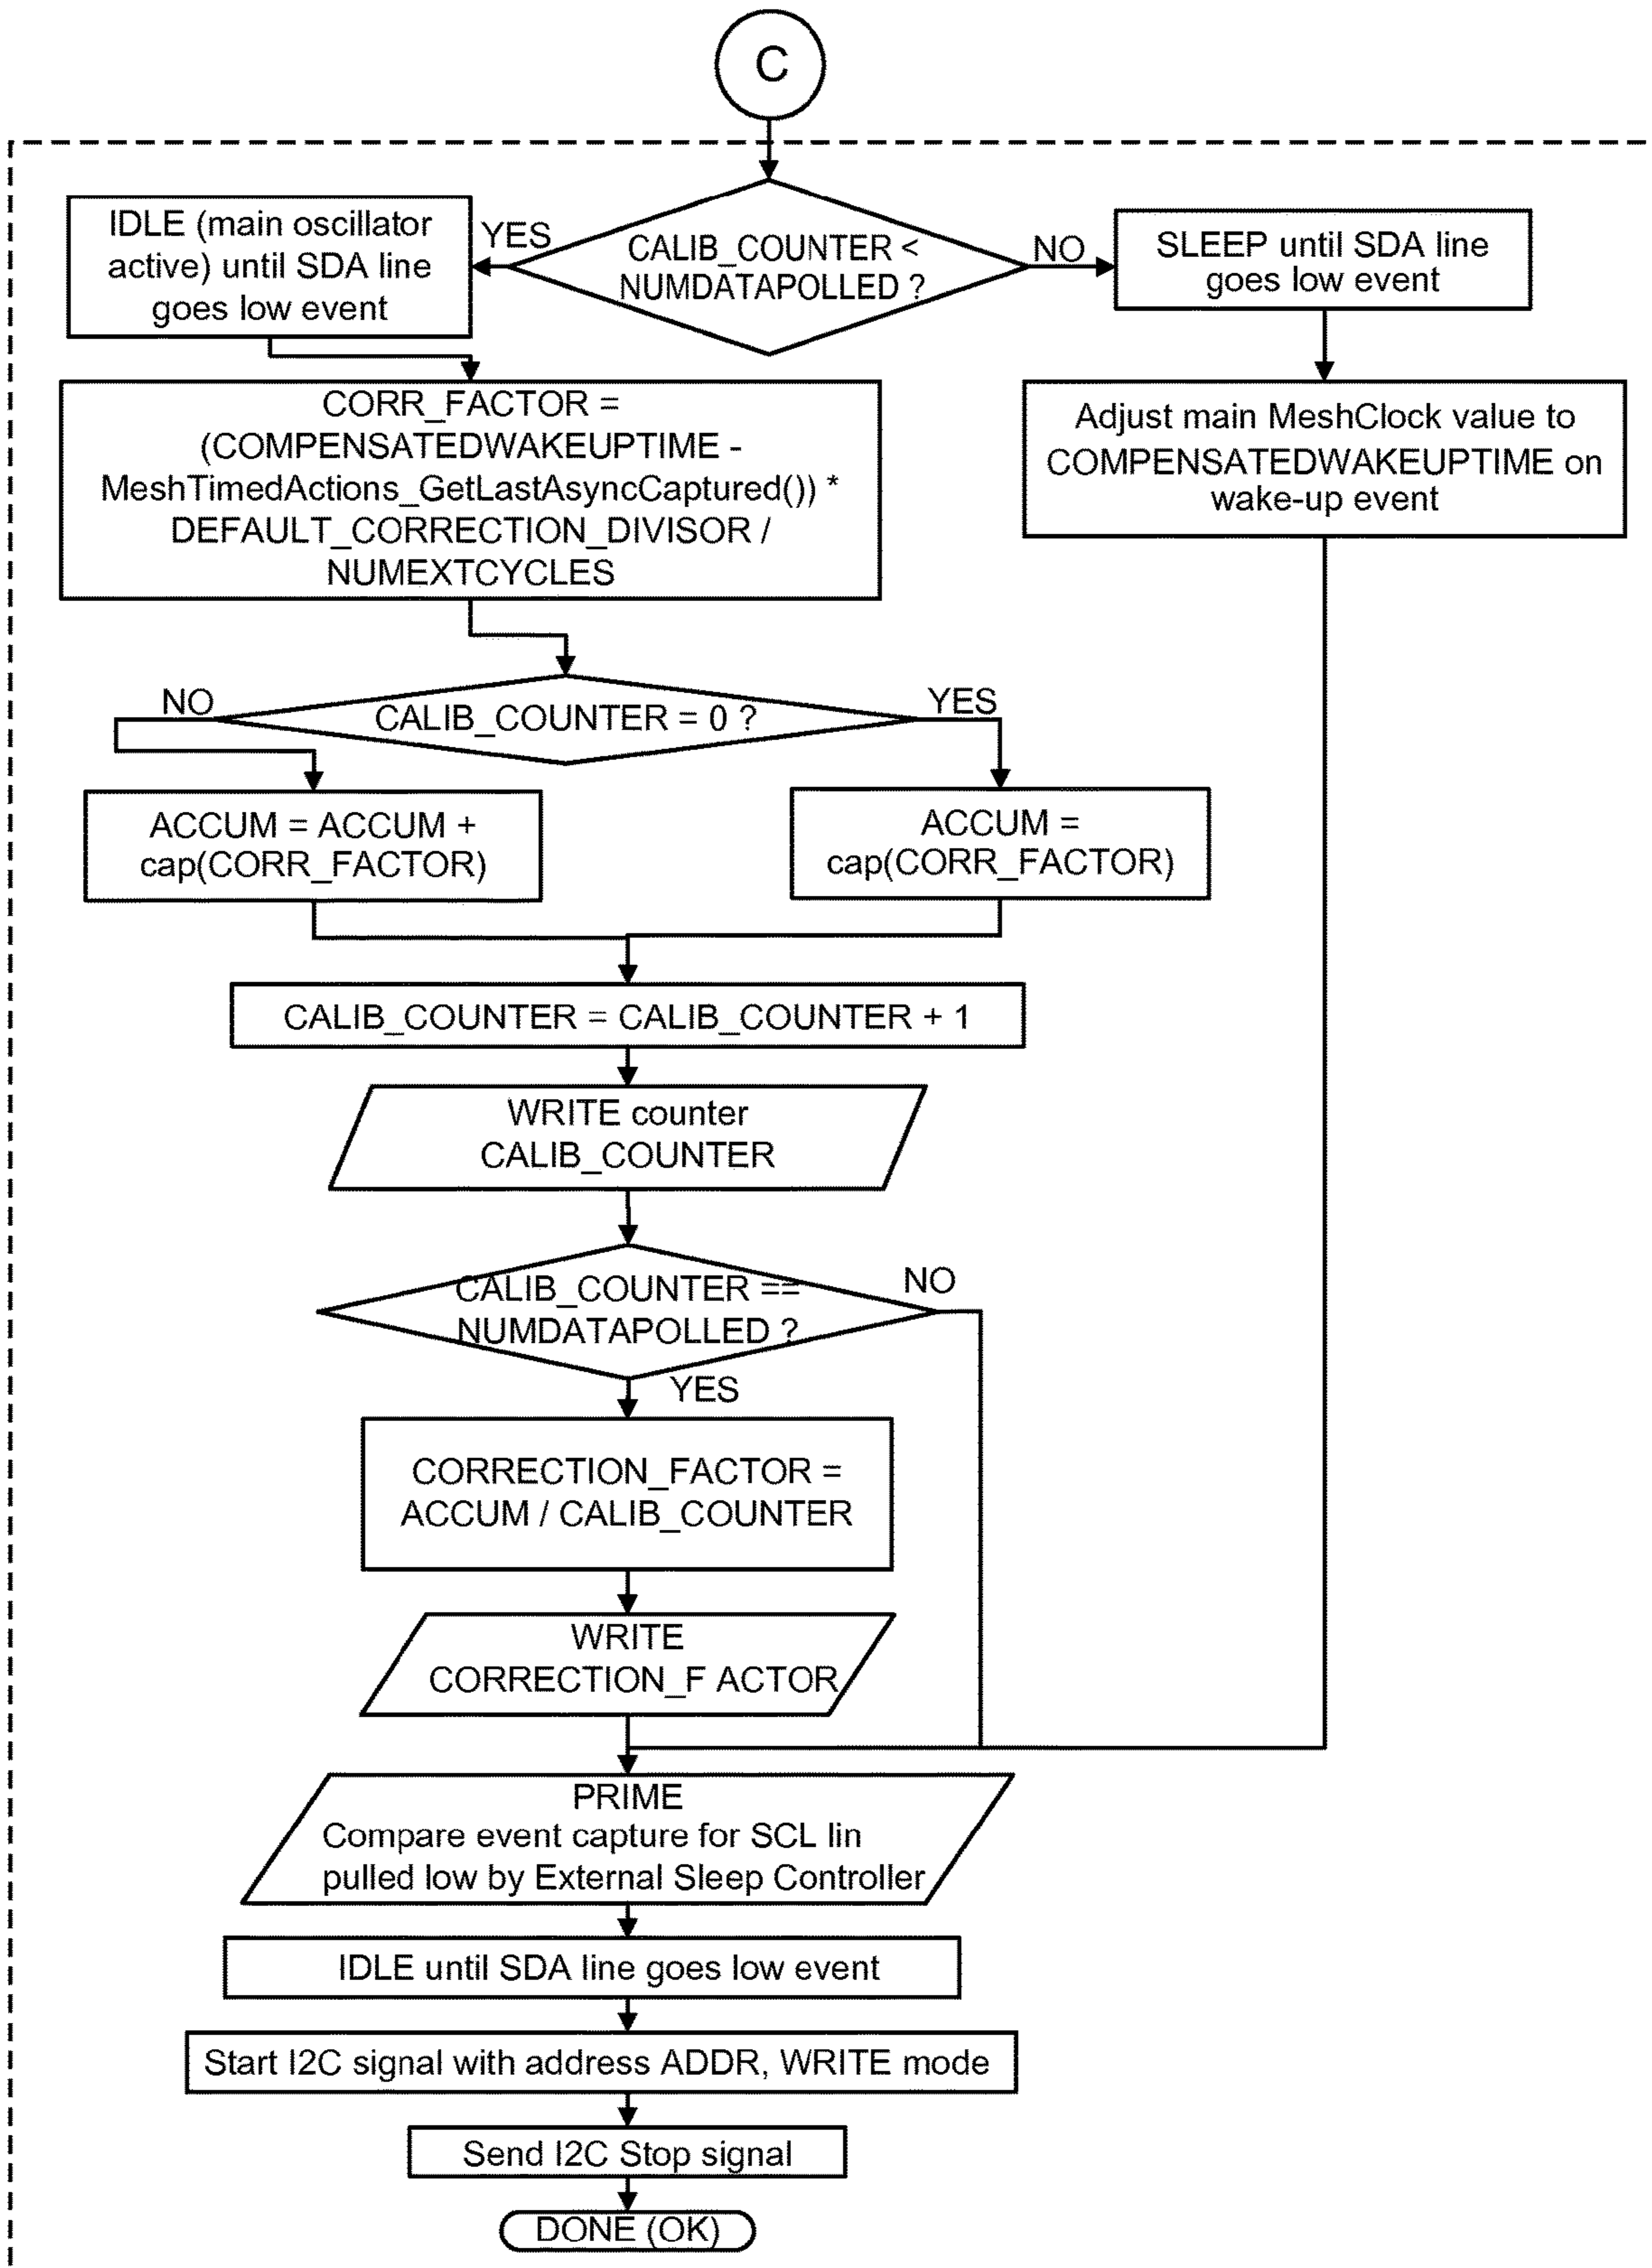 C
IDLE (main oscillator
active) until SDA line
goes low event
YES
CALIB_COUNTER <
NUMDATAPOLLED ?
NO
SLEEP until SDA line
goes low event
CORR_FACTOR =
(COMPENSATEDWAKEUPTIME -
MeshTimedActions_GetLastAsyncCaptured()) *
DEFAULT_CORRECTION_DIVISOR /
NUMEXTCYCLES
Adjust main MeshClock value to
COMPENSATEDWAKEUPTIME on
wake-up event
NO
CALIB_COUNTER = 0 ?
YES
ACCUM = ACCUM +
cap(CORR_FACTOR)
ACCUM =
cap(CORR_FACTOR)
CALIB_COUNTER = CALIB_COUNTER + 1
WRITE counter
CALIB_COUNTER
CALIB_COUNTER ==
NUMDATAPOLLED ?
NO
YES
CORRECTION_FACTOR =
ACCUM / CALIB_COUNTER
WRITE
CORRECTION_F ACTOR
PRIME
Compare event capture for SCL lin
pulled low by External Sleep Controller
IDLE until SDA line goes low event
Start I2C signal with address ADDR, WRITE mode
Send I2C Stop signal
DONE (OK)